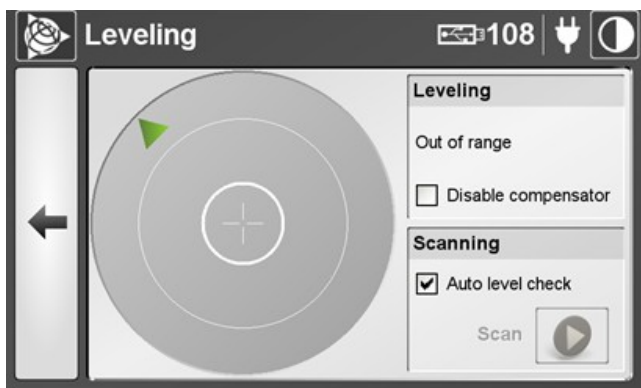 Leveling
108
Leveling
Out of range
Disable compensator
Scanning
Auto level check
Scan